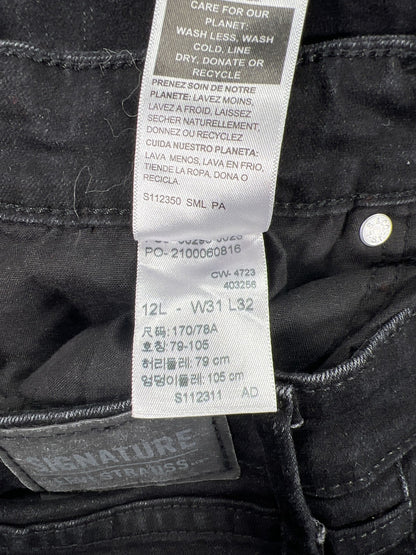 CARE FOR OUR
PLANET:
WASH LESS, WASH
COLD, LINE
DRY, DONATE OR
RECYCLE
PRENEZ SOIN DE NOTRE
PLANETE: LAVEZ MOINS,
LAVEZ A FROID, LAISSEZ
SECHER NATURELLEMENT,
DONNEZ OU RECYCLEZ
CUIDA NUESTRO PLANETA:
LAVA MENOS, LAVA EN FRIO,
TIENDE LA ROPA, DONA O
RECICLA.
S112350 SML PA
PO- 2100060816
CW- 4723
403256
12L - W31 L32
尺码: 170/78A
호칭: 79-105
허리둘레: 79 cm
엉덩이둘레: 105 cm
S112311 AD
SIGNATURE
STRAUSS